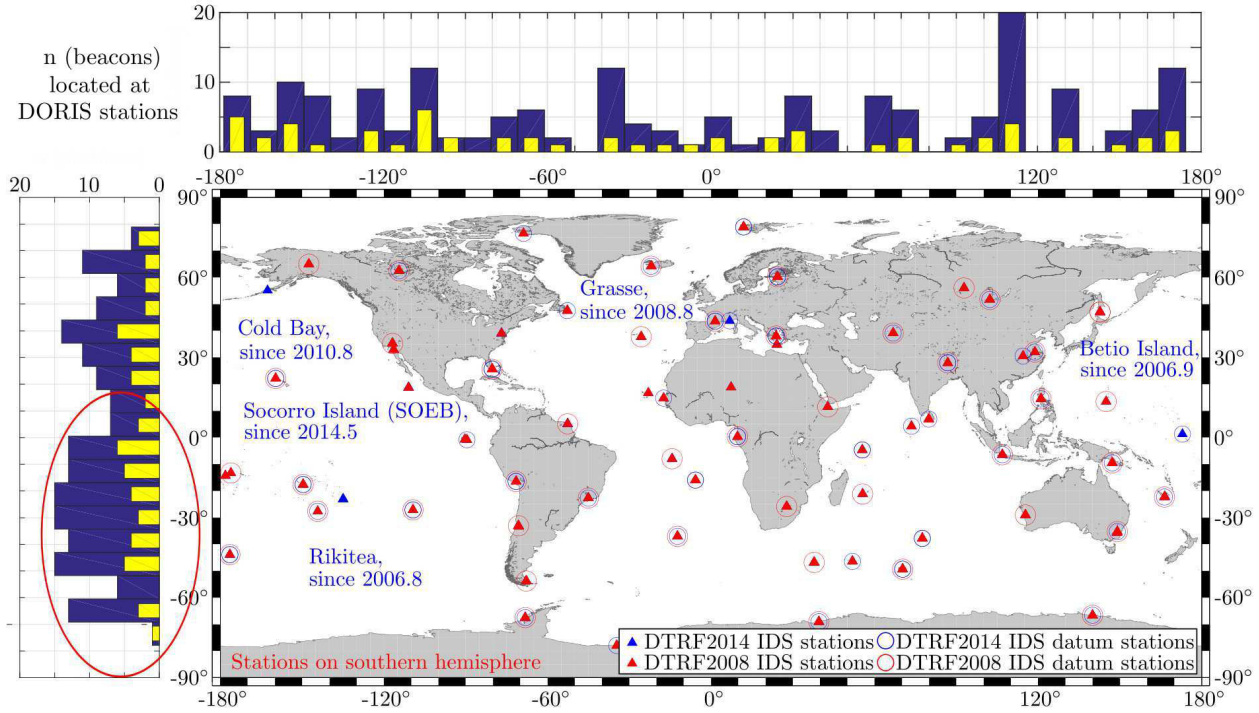 n (beacons)
located at
DORIS stations
20
10
0
-180° -120° -60° 0° 120° 180°
20 10 0
90° 90°
60° 60°
30° 30°
0° 0°
-30° -30°
-60° -60°
-90° -90°
Grasse,
since 2008.8
Cold Bay,
since 2010.8
Betio Island,
since 2006.9
Socorro Island (SOEB),
since 2014.5
Rikitea,
since 2006.8
Stations on southern hemisphere
DTRF2014 IDS stations DTRF2014 IDS datum stations
DTRF2008 IDS stations DTRF2008 IDS datum stations
-180° -120° -60° 0° 120° 180°